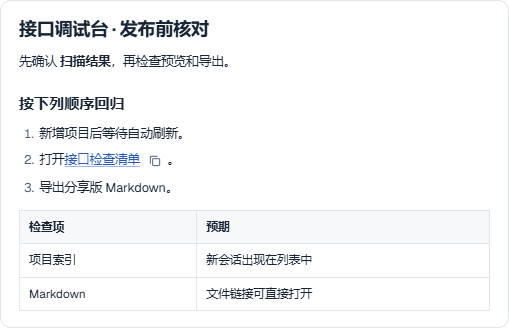 接口调试台 · 发布前核对
先确认 扫描结果，再检查预览和导出。
按下列顺序回归
1. 新增项目后等待自动刷新。
2. 打开接口检查清单 。
3. 导出分享版 Markdown。
检查项 预期
项目索引 新会话出现在列表中
Markdown 文件链接可直接打开